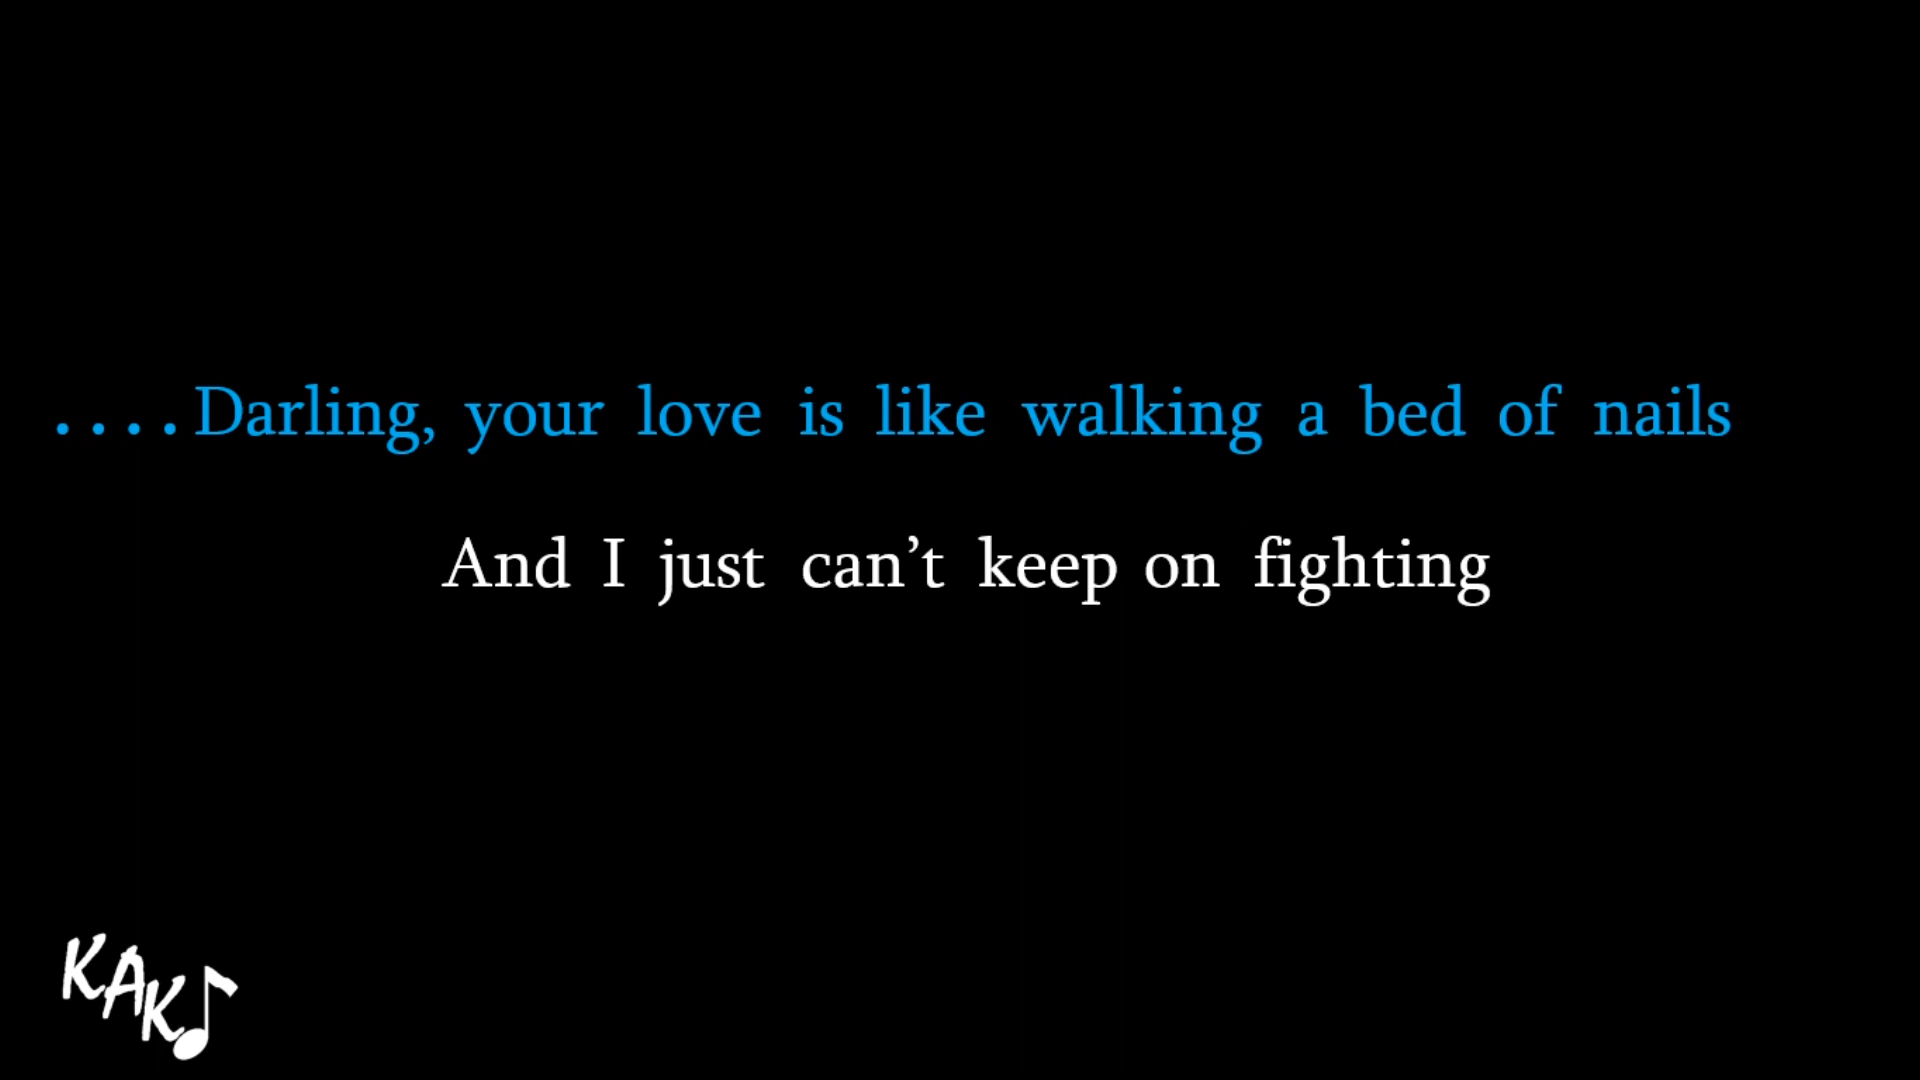 ....Darling, your love is like walking a bed of nails
And I just can’t keep on fighting
KAK